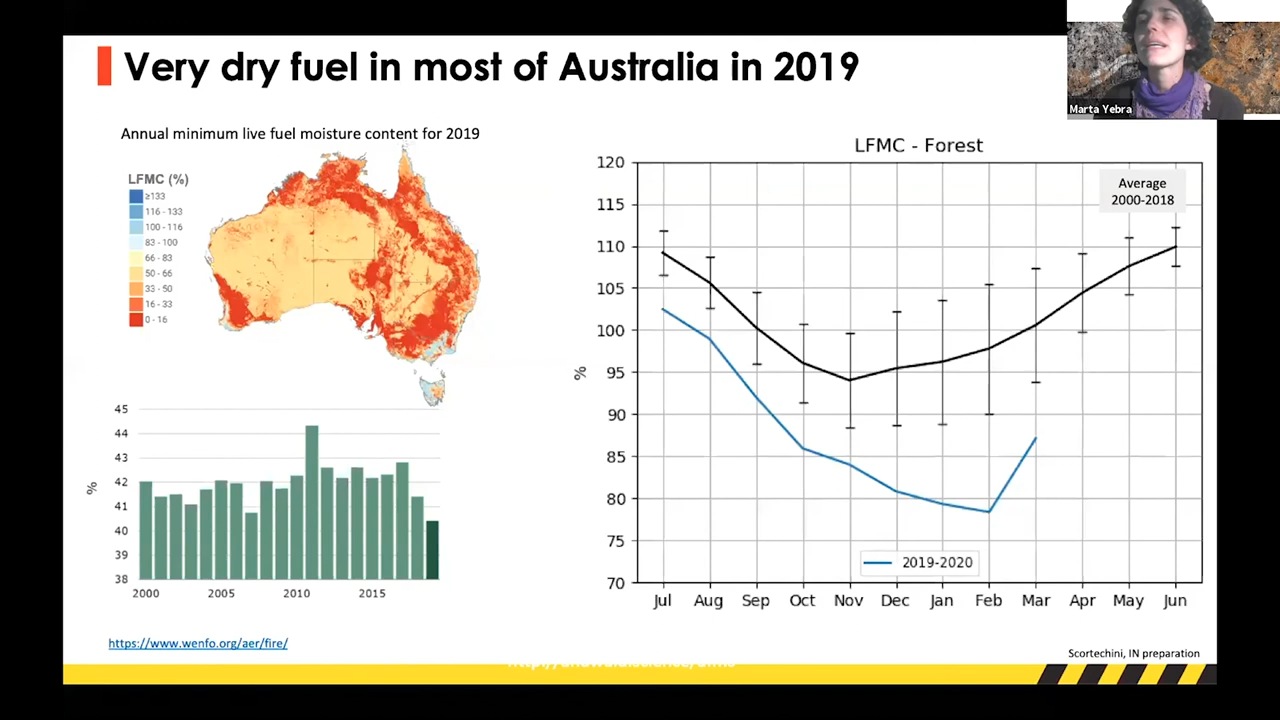 Very dry fuel in most of Australia in 2019
Marta Yebra
Annual minimum live fuel moisture content for 2019
LFMC (%)
≥133
116 - 133
100 - 116
83 - 100
66 - 83
50 - 66
33 - 50
16 - 33
0 - 16
45
44
43
42
41
40
39
38
%
2000
2005
2010
2015
LFMC - Forest
Average
2000-2018
120
115
110
105
100
95
90
85
80
75
70
%
2019-2020
Jul Aug Sep Oct Nov Dec Jan Feb Mar Apr May Jun
https://www.wenfo.org/aer/fire/
Scortechini, IN preparation